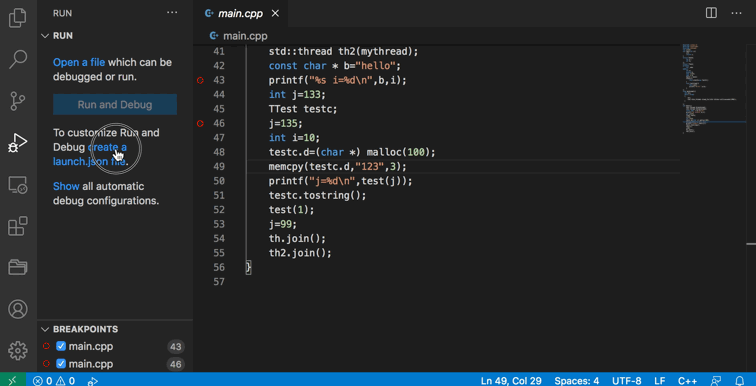 RUN ...
main.cpp ×
...
RUN
main.cpp
Open a file which can be
debugged or run.
Run and Debug
To customize Run and
Debug create a
launch.json file.
Show all automatic
debug configurations.
41 std::thread th2(mythread);
42 const char * b="hello";
43 printf("%s i=%d\n",b,i);
44 int j=133;
45 TTest testc;
46 j=135;
47 int i=10;
48 testc.d=(char *) malloc(100);
49 memcpy(testc.d,"123",3);
50 printf("j=%d\n",test(j));
51 testc.tostring();
52 test(1);
53 j=99;
54 th.join();
55 th2.join();
56 }
57
BREAKPOINTS
main.cpp 43
main.cpp 46
0 0 Ln 49, Col 29 Spaces: 4 UTF-8 LF C++